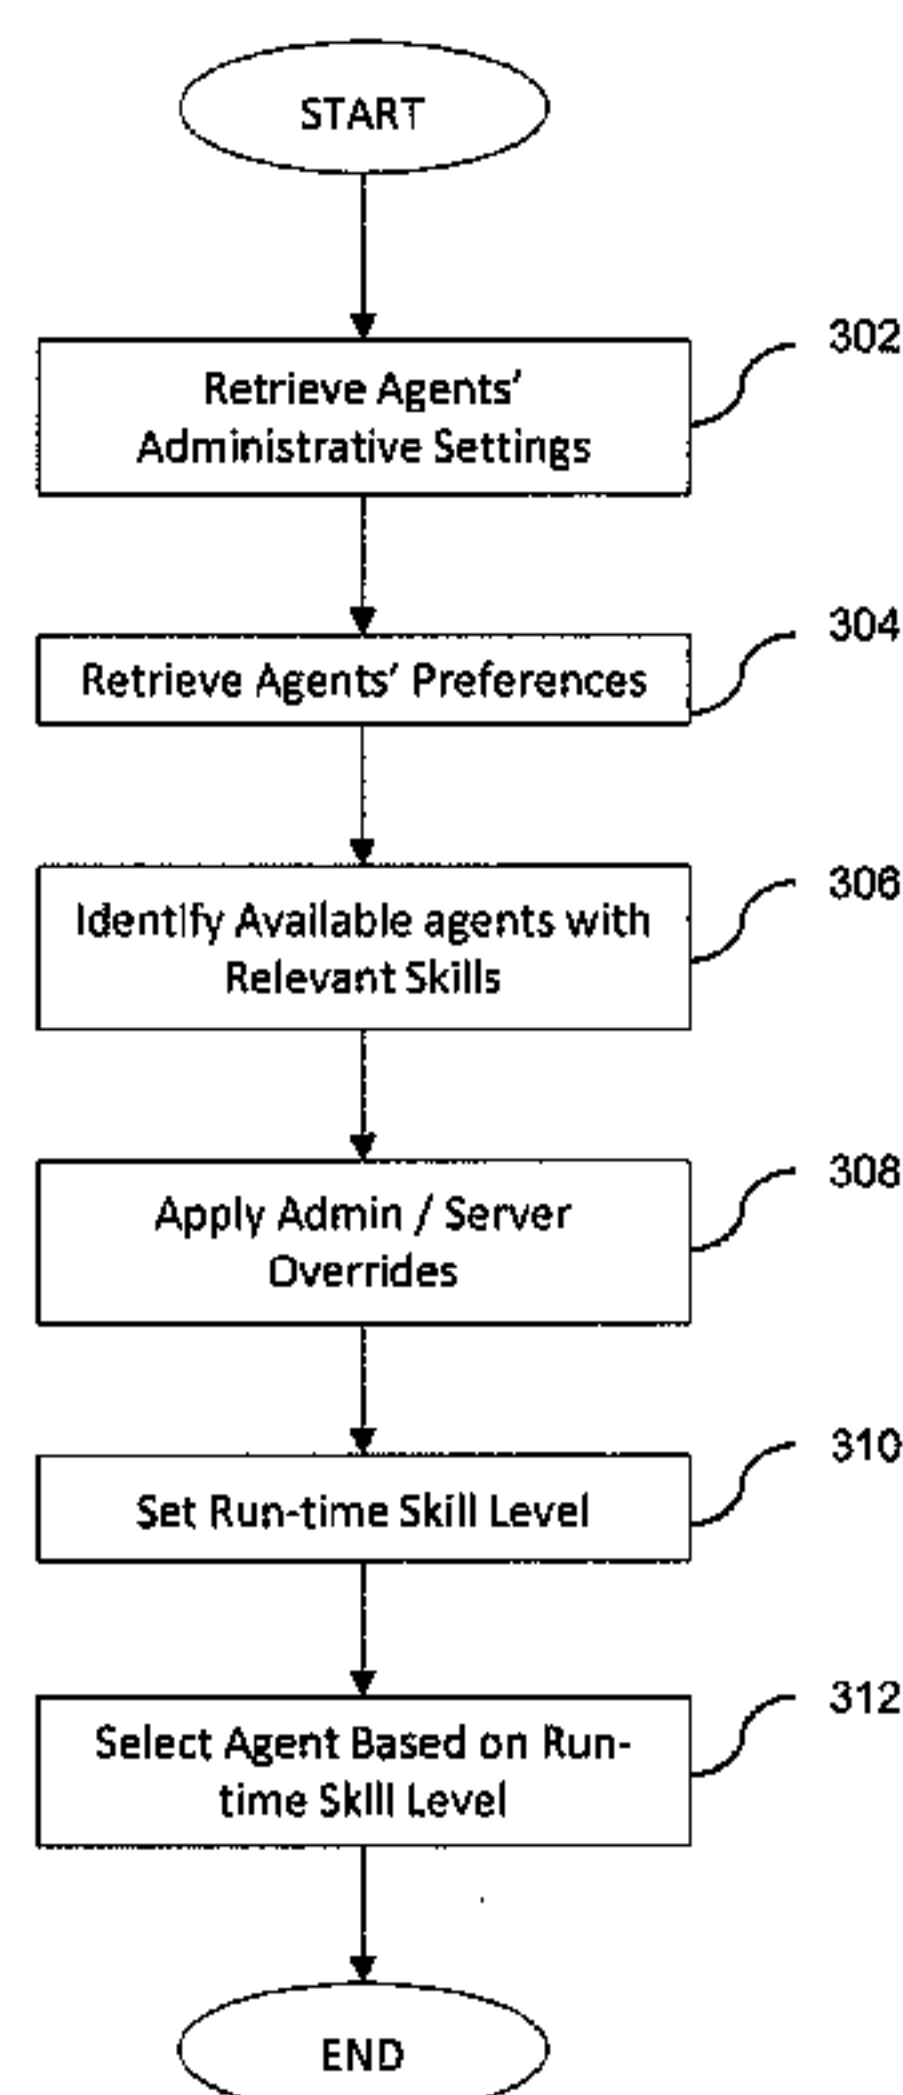 START
302
Retrieve Agents’
Administrative Settings
304
Retrieve Agents’ Preferences
306
Identify Available agents with
Relevant Skills
308
Apply Admin / Server
Overrides
310
Set Run-time Skill Level
312
Select Agent Based on Run-
time Skill Level
END